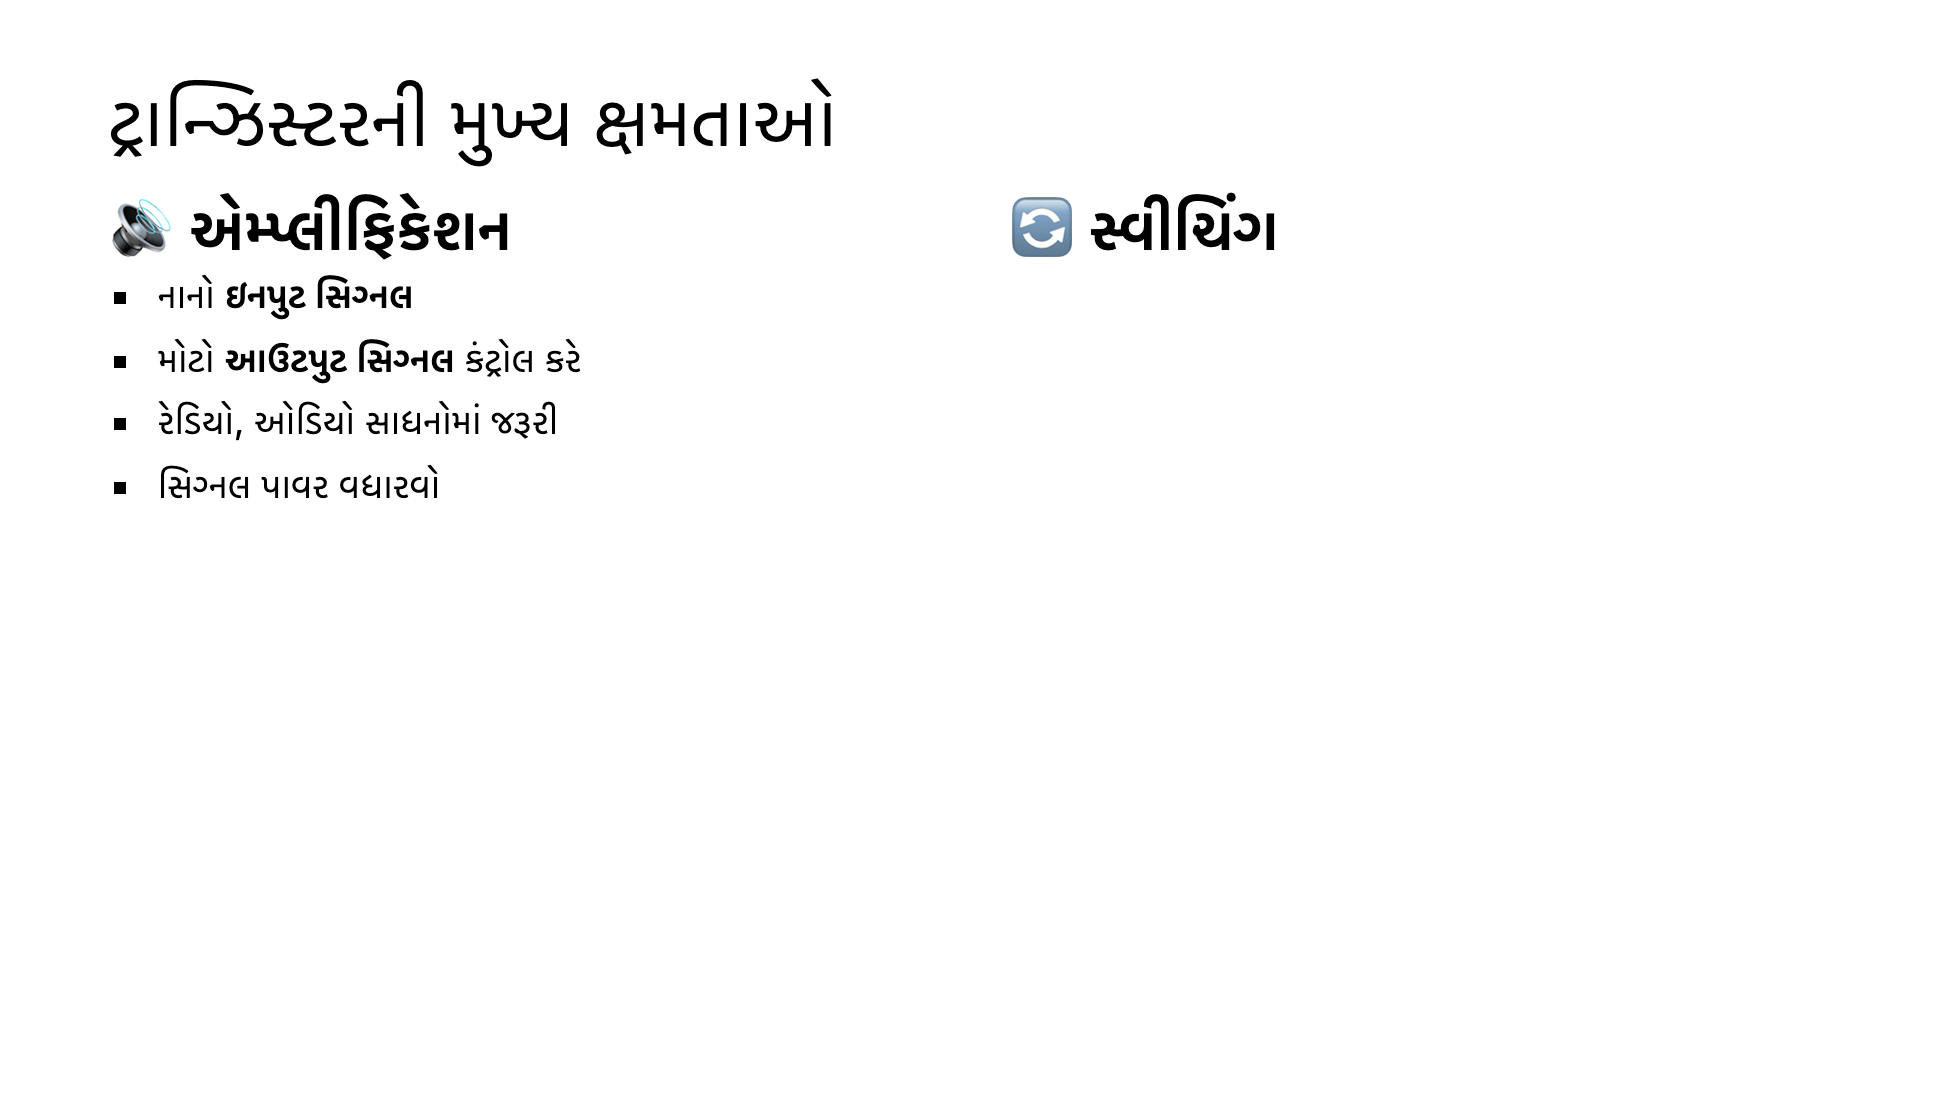 ટ્રાન્ઝિસ્ટરની મુખ્ય ક્ષમતાઓ
🔊 એમ્પ્લીફિકેશન
▪ નાનો ઇનપુટ સિગ્નલ
▪ મોટો આઉટપુટ સિગ્નલ કંટ્રોલ કરે
▪ રેડિયો, ઓડિયો સાધનોમાં જરૂરી
▪ સિગ્નલ પાવર વધારવો
🔄 સ્વીચિંગ